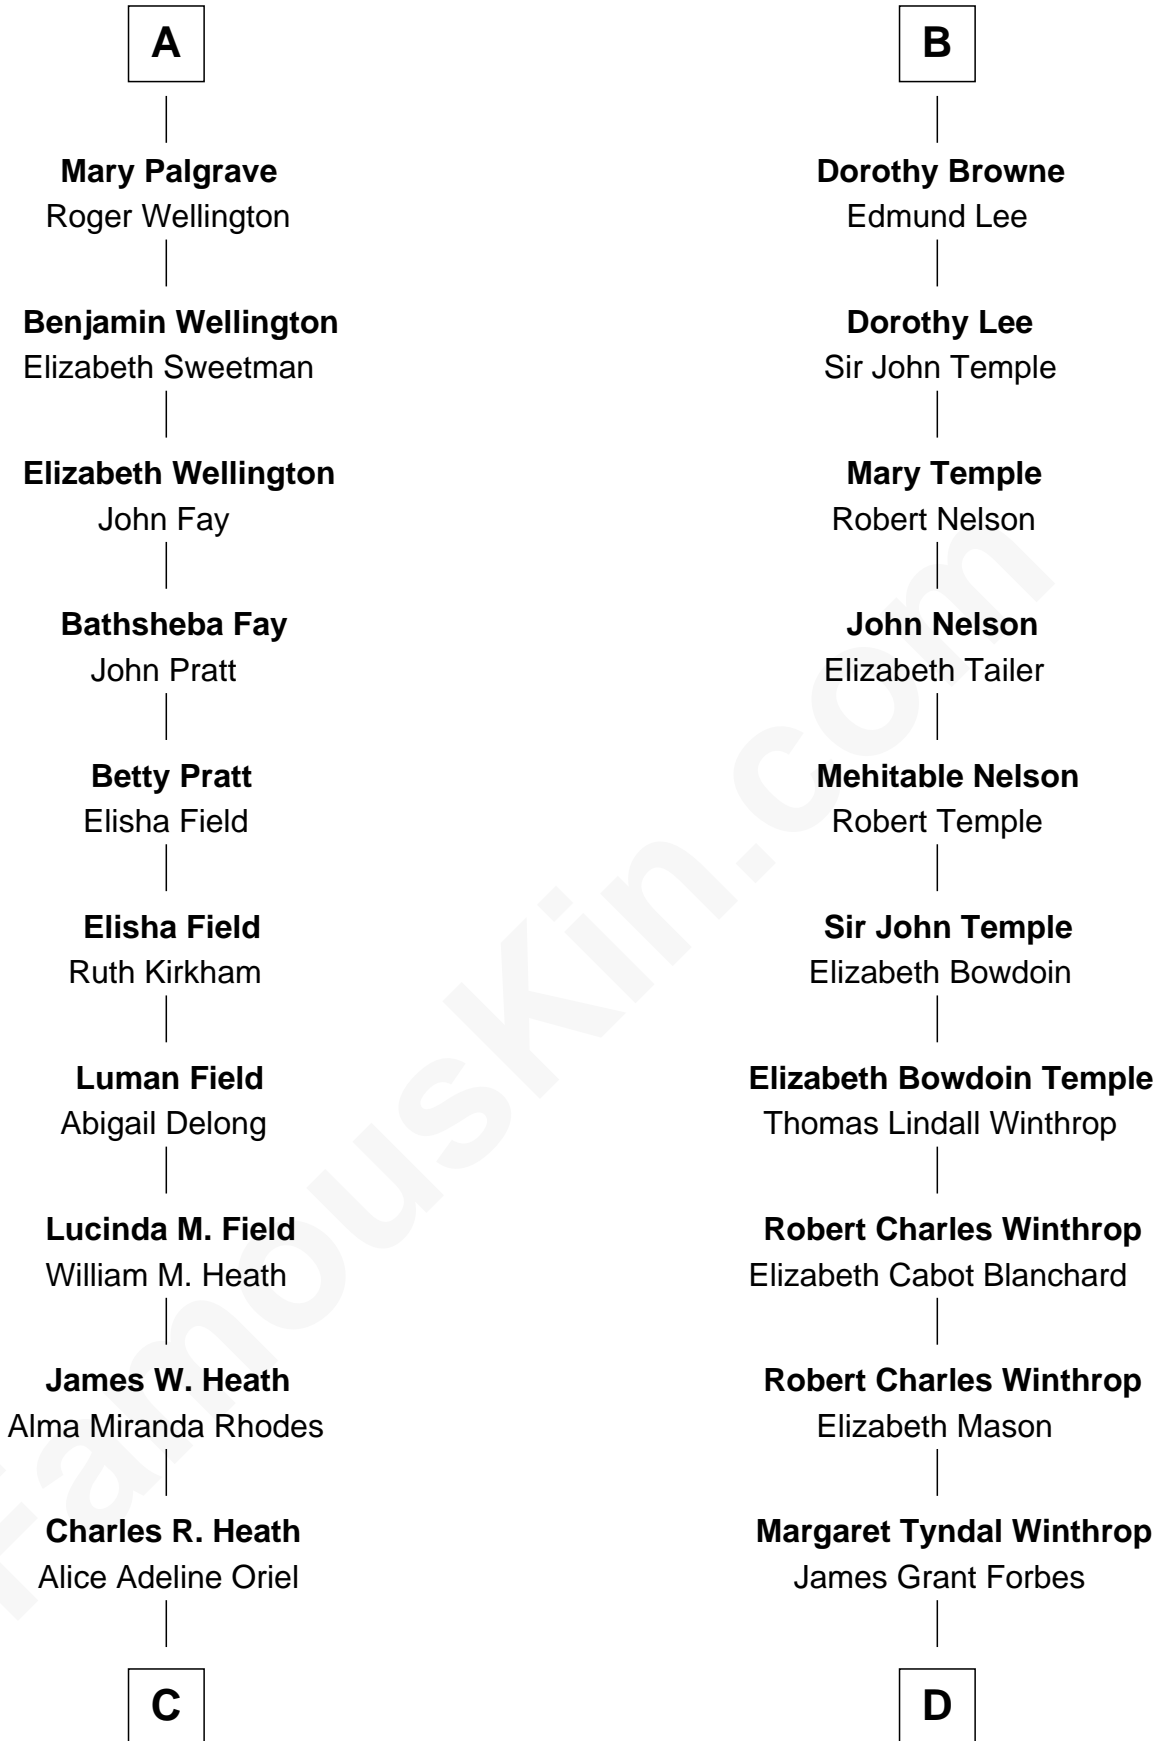 A
Mary Palgrave
Roger Wellington
Benjamin Wellington
Elizabeth Sweetman
Elizabeth Wellington
John Fay
Bathsheba Fay
John Pratt
Betty Pratt
Elisha Field
Elisha Field
Ruth Kirkham
Luman Field
Abigail Delong
Lucinda M. Field
William M. Heath
James W. Heath
Alma Miranda Rhodes
Charles R. Heath
Alice Adeline Oriel
C
B
Dorothy Browne
Edmund Lee
Dorothy Lee
Sir John Temple
Mary Temple
Robert Nelson
John Nelson
Elizabeth Tailer
Mehitable Nelson
Robert Temple
Sir John Temple
Elizabeth Bowdoin
Elizabeth Bowdoin Temple
Thomas Lindall Winthrop
Robert Charles Winthrop
Elizabeth Cabot Blanchard
Robert Charles Winthrop
Elizabeth Mason
Margaret Tyndal Winthrop
James Grant Forbes
D
FamousKin.com